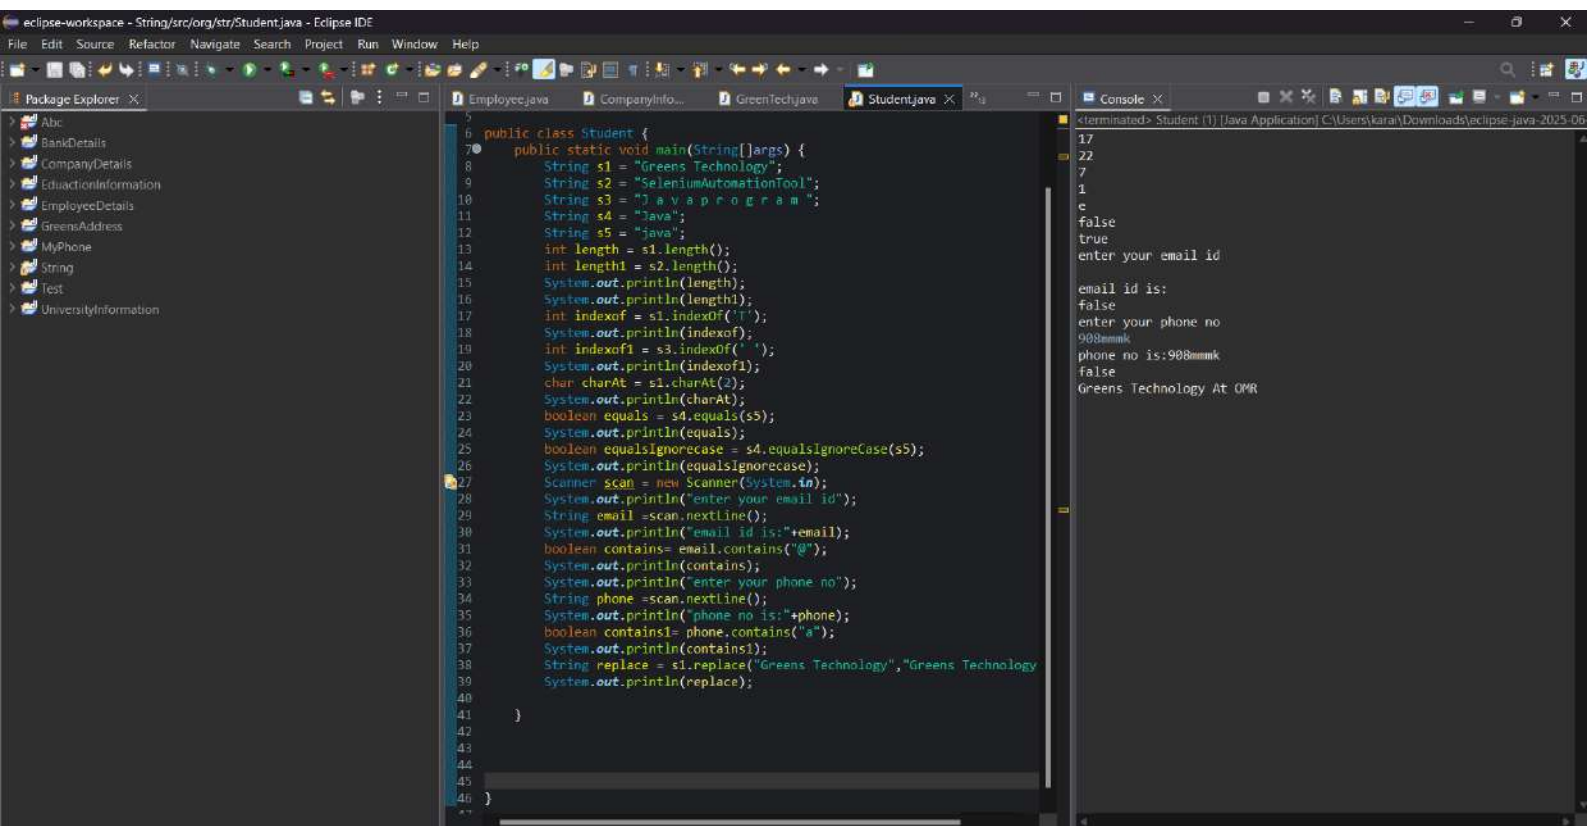 eclipse-workspace - String/src/org/str/Student.java - Eclipse IDE
File Edit Source Refactor Navigate Search Project Run Window Help
Package Explorer
Abc
BankDetails
CompanyDetails
EduactionInformation
EmployeeDetails
GreensAddress
MyPhone
String
Test
UniversityInformation
Employee.java CompanyInfo... GreenTech.java Student.java
5
6 public class Student {
7 public static void main(String[]args) {
8 String s1 = "Greens Technology";
9 String s2 = "SeleniumAutomationTool";
10 String s3 = "J a v a p r o g r a m ";
11 String s4 = "Java";
12 String s5 = "java";
13 int length = s1.length();
14 int length1 = s2.length();
15 System.out.println(length);
16 System.out.println(length1);
17 int indexof = s1.indexOf('T');
18 System.out.println(indexof);
19 int indexof1 = s3.indexOf(' ');
20 System.out.println(indexof1);
21 char charAt = s1.charAt(2);
22 System.out.println(charAt);
23 boolean equals = s4.equals(s5);
24 System.out.println(equals);
25 boolean equalsIgnorecase = s4.equalsIgnoreCase(s5);
26 System.out.println(equalsIgnorecase);
27 Scanner scan = new Scanner(System.in);
28 System.out.println("enter your email id");
29 String email =scan.nextLine();
30 System.out.println("email id is:"+email);
31 boolean contains= email.contains("@");
32 System.out.println(contains);
33 System.out.println("enter your phone no");
34 String phone =scan.nextLine();
35 System.out.println("phone no is:"+phone);
36 boolean contains1= phone.contains("a");
37 System.out.println(contains1);
38 String replace = s1.replace("Greens Technology","Greens Technology
39 System.out.println(replace);
40
41 }
42
43
44
45
46 }
Console
<terminated> Student (1) [Java Application] C:\Users\karai\Downloads\eclipse-java-2025-06-
17
22
7
1
e
false
true
enter your email id
email id is:
false
enter your phone no
908mmmk
phone no is:908mmmk
false
Greens Technology At OMR